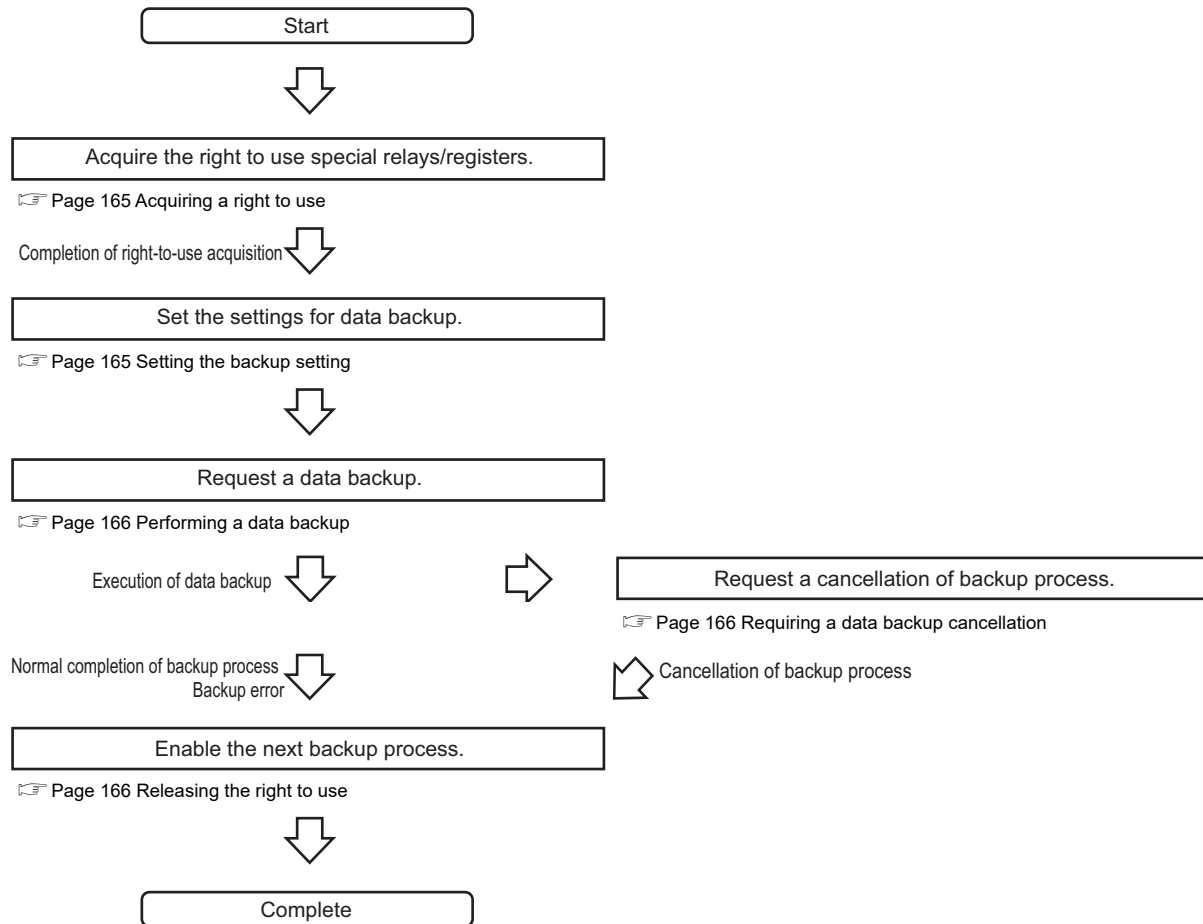 Start
Acquire the right to use special relays/registers.
☞ Page 165 Acquiring a right to use
Completion of right-to-use acquisition
Set the settings for data backup.
☞ Page 165 Setting the backup setting
Request a data backup.
☞ Page 166 Performing a data backup
Execution of data backup
Request a cancellation of backup process.
☞ Page 166 Requiring a data backup cancellation
Normal completion of backup process
Backup error
Cancellation of backup process
Enable the next backup process.
☞ Page 166 Releasing the right to use
Complete